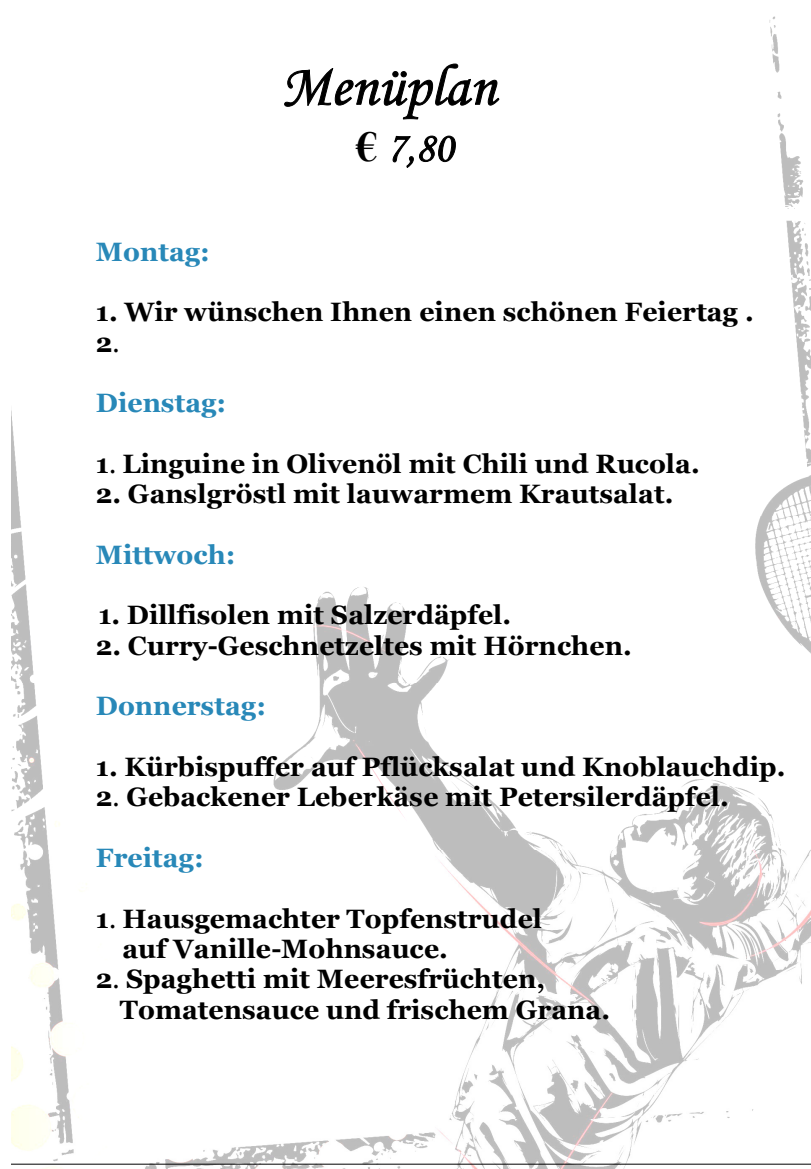 Menüplan
€ 7,80
Montag:
1. Wir wünschen Ihnen einen schönen Feiertag .
2.
Dienstag:
1. Linguine in Olivenöl mit Chili und Rucola.
2. Ganslgröstl mit lauwarmem Krautsalat.
Mittwoch:
1. Dillfisolen mit Salzerdäpfel.
2. Curry-Geschnetzeltes mit Hörnchen.
Donnerstag:
1. Kürbispuffer auf Pflücksalat und Knoblauchdip.
2. Gebackener Leberkäse mit Petersilerdäpfel.
Freitag:
1. Hausgemachter Topfenstrudel
auf Vanille-Mohnsauce.
2. Spaghetti mit Meeresfrüchten,
Tomatensauce und frischem Grana.